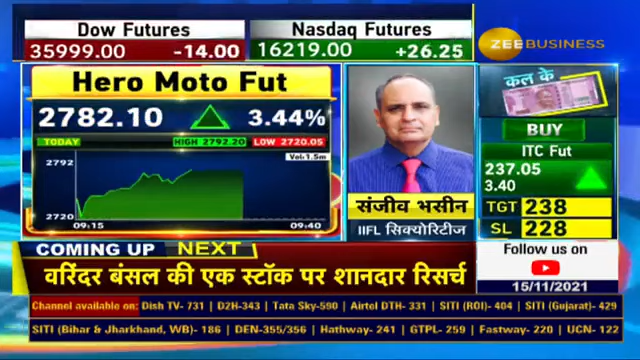 Dow Futures
35999.00 -14.00
Nasdaq Futures
16219.00 +26.25
ZEEBUSINESS
Hero Moto Fut
2782.10 3.44%
TODAY HIGH 2792.20 LOW 2720.05
Vol:1.5m
2792
2720
09:15 09:40
संजीव भसीन
IIFL सिक्योरिटीज
कल के
BUY
ITC Fut
237.05
3.40
TGT 238
SL 228
COMING UP NEXT
वरिंदर बंसल की एक स्टॉक पर शानदार रिसर्च
Follow us on
15/11/2021
Channel available on: Dish TV- 731 | D2H-343 | Tata Sky-590 | Airtel DTH- 331 | SITI (ROI)- 404 | SITI (Gujarat)- 429
SITI (Bihar & Jharkhand, WB)- 186 | DEN-355/356 | Hathway- 241 | GTPL- 259 | Fastway- 220 | UCN- 122